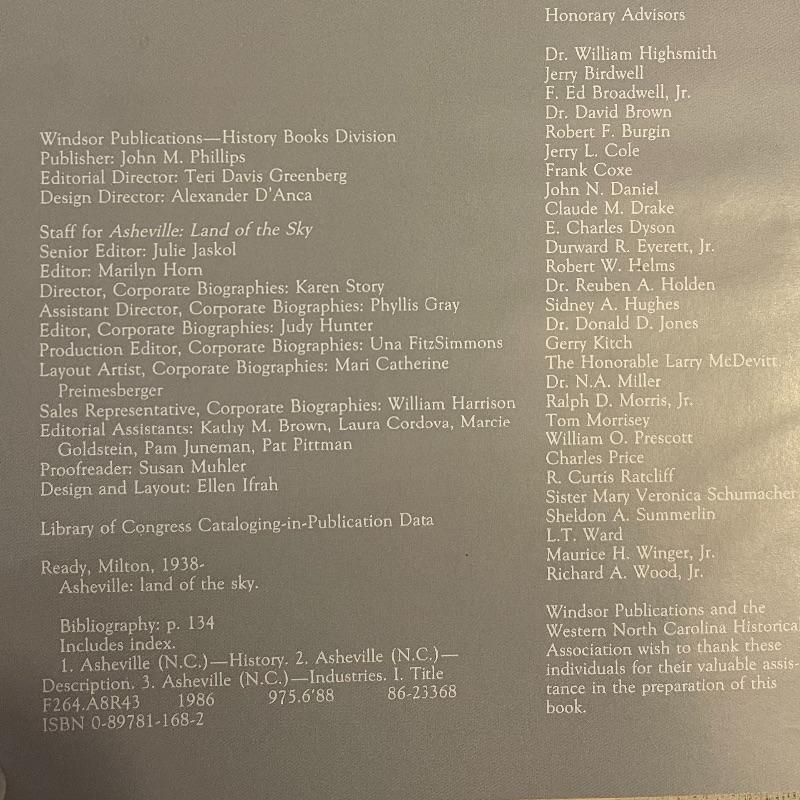 Windsor Publications—History Books Division
Publisher: John M. Phillips
Editorial Director: Teri Davis Greenberg
Design Director: Alexander D'Anca
Staff for Asheville: Land of the Sky
Senior Editor: Julie Jaskol
Editor: Marilyn Horn
Director, Corporate Biographies: Karen Story
Assistant Director, Corporate Biographies: Phyllis Gray
Editor, Corporate Biographies: Judy Hunter
Production Editor, Corporate Biographies: Una FitzSimmons
Layout Artist, Corporate Biographies: Mari Catherine
Preimesberger
Sales Representative, Corporate Biographies: William Harrison
Editorial Assistants: Kathy M. Brown, Laura Cordova, Marcie
Goldstein, Pam Juneman, Pat Pittman
Proofreader: Susan Muhler
Design and Layout: Ellen Ifrah
Library of Congress Cataloging-in-Publication Data
Ready, Milton, 1938-
Asheville: land of the sky.
Bibliography: p. 134
Includes index.
1. Asheville (N.C.)—History. 2. Asheville (N.C.)—
Description. 3. Asheville (N.C.)—Industries. I. Title
F264.A8R43 1986 975.6'88 86-23368
ISBN 0-89781-168-2
Honorary Advisors
Dr. William Highsmith
Jerry Birdwell
F. Ed Broadwell, Jr.
Dr. David Brown
Robert F. Burgin
Jerry L. Cole
Frank Coxe
John N. Daniel
Claude M. Drake
E. Charles Dyson
Durward R. Everett, Jr.
Robert W. Helms
Dr. Reuben A. Holden
Sidney A. Hughes
Dr. Donald D. Jones
Gerry Kitch
The Honorable Larry McDevitt
Dr. N.A. Miller
Ralph D. Morris, Jr.
Tom Morrisey
William O. Prescott
Charles Price
R. Curtis Ratcliff
Sister Mary Veronica Schumacher
Sheldon A. Summerlin
L.T. Ward
Maurice H. Winger, Jr.
Richard A. Wood, Jr.
Windsor Publications and the
Western North Carolina Historica
Association wish to thank these
individuals for their valuable assis-
tance in the preparation of this
book.